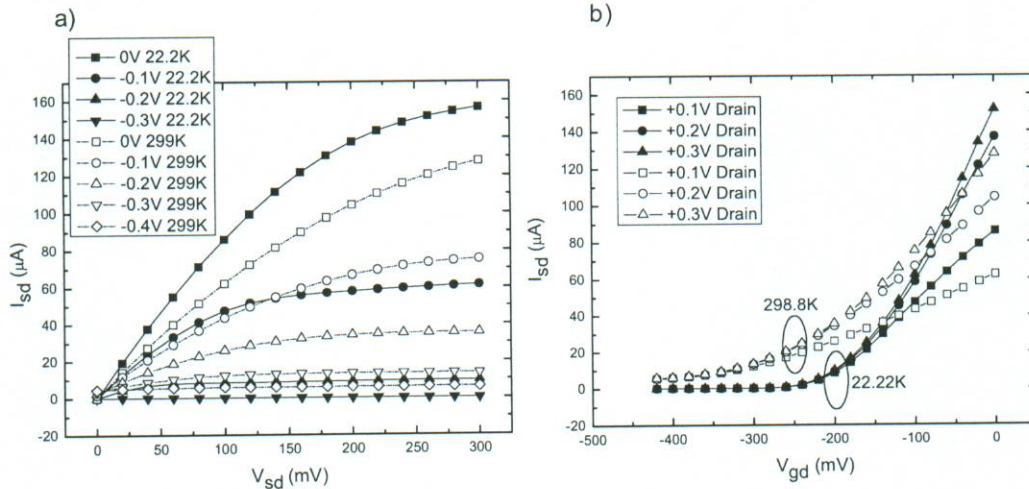 a)
0V 22.2K
-0.1V 22.2K
-0.2V 22.2K
-0.3V 22.2K
0V 299K
-0.1V 299K
-0.2V 299K
-0.3V 299K
-0.4V 299K
160
140
120
100
80
60
40
20
0
-20
I_sd (μA)
0 50 100 150 200 250 300
V_sd (mV)
b)
+0.1V Drain
+0.2V Drain
+0.3V Drain
+0.1V Drain
+0.2V Drain
+0.3V Drain
160
140
120
100
80
60
40
20
0
-20
I_sd (μA)
298.8K
22.22K
-500 -400 -300 -200 -100 0
V_gd (mV)